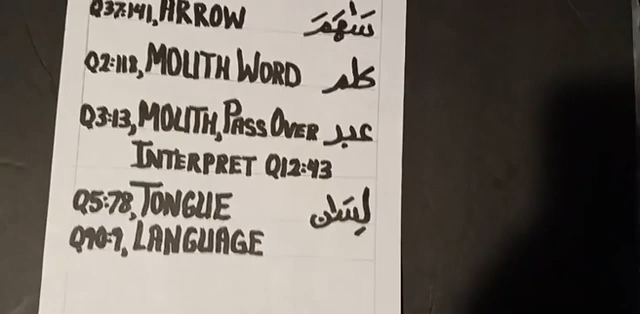 Q37:141, ARROW سَهَمَ
Q2:118, MOUTH WORD كلم
Q3:13, MOUTH, PASS OVER عبر
INTERPRET Q12:43
Q5:78, TONGUE لِسَان
Q90:9, LANGUAGE